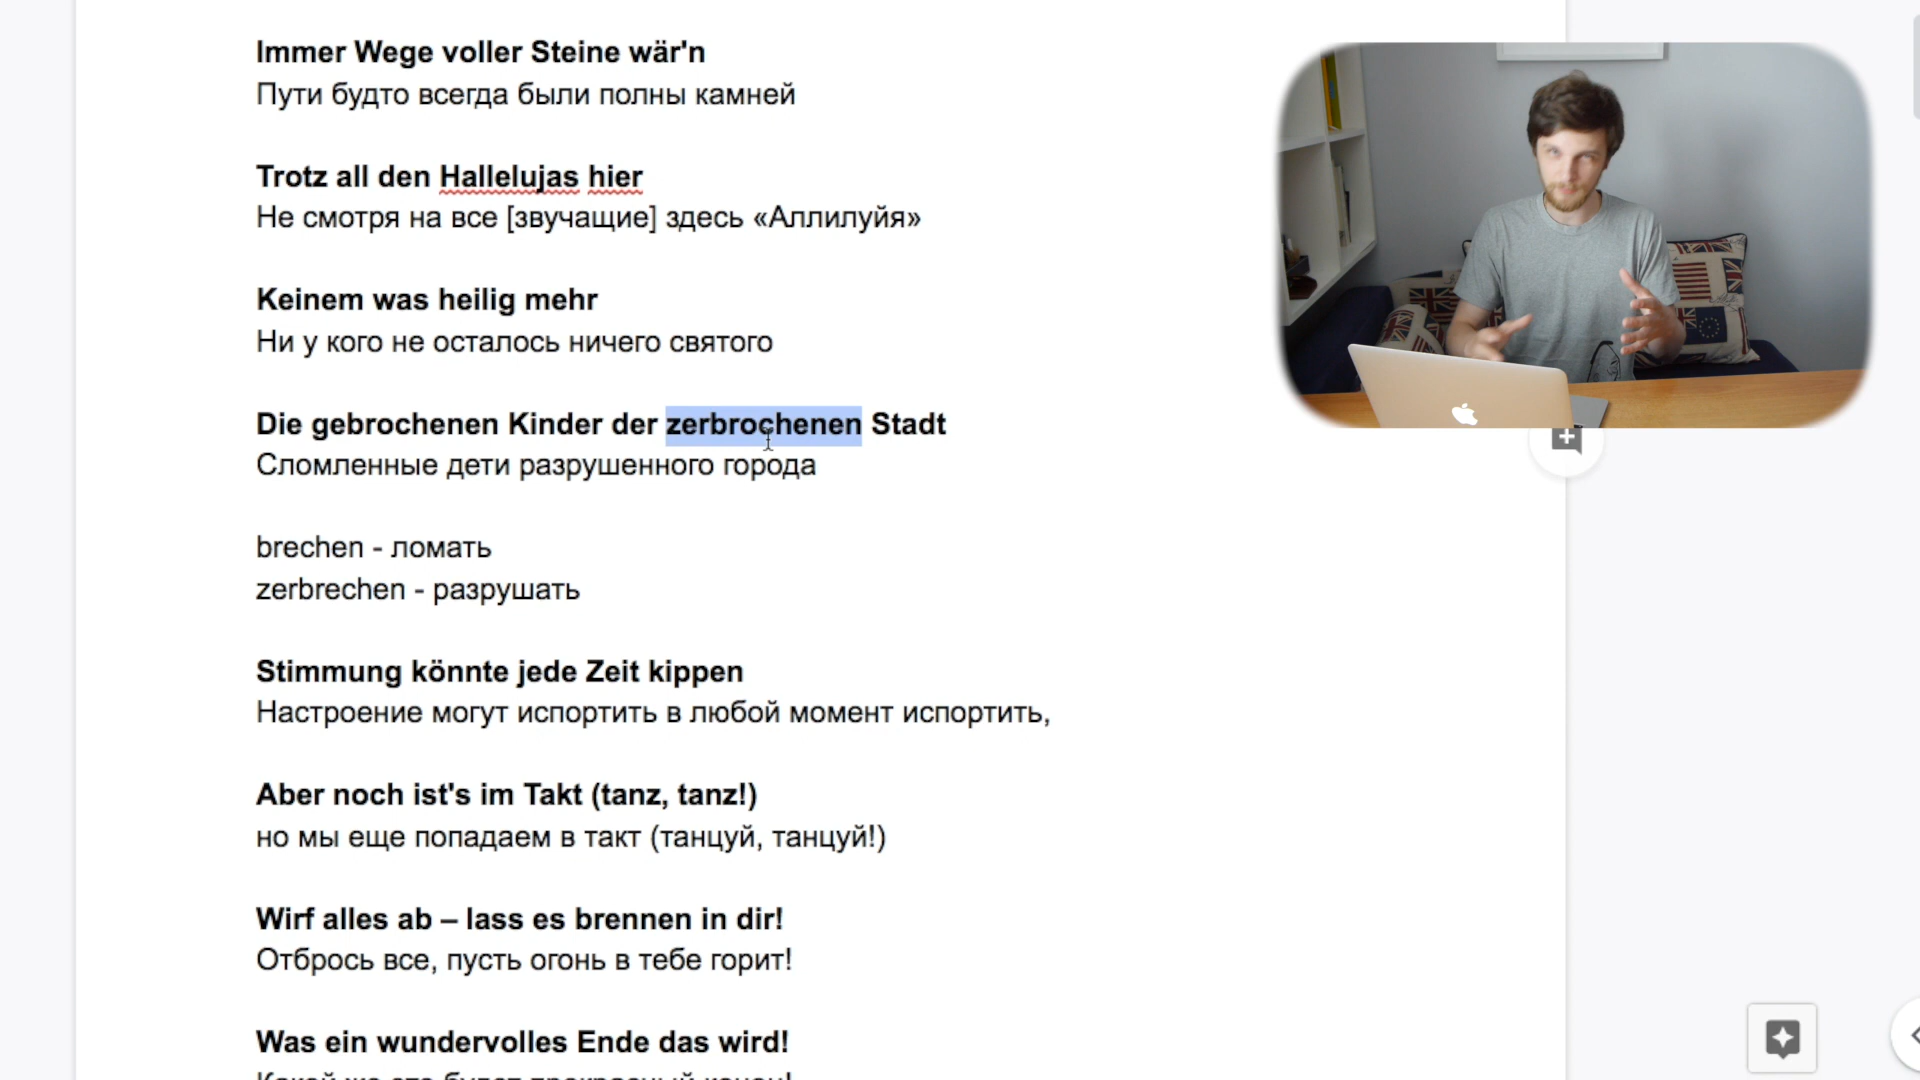 Immer Wege voller Steine wär'n
Пути будто всегда были полны камней
Trotz all den Hallelujas hier
Не смотря на все [звучащие] здесь «Аллилуйя»
Keinem was heilig mehr
Ни у кого не осталось ничего святого
Die gebrochenen Kinder der zerbrochenen Stadt
Сломленные дети разрушенного города
brechen - ломать
zerbrechen - разрушать
Stimmung könnte jede Zeit kippen
Настроение могут испортить в любой момент испортить,
Aber noch ist's im Takt (tanz, tanz!)
но мы еще попадаем в такт (танцуй, танцуй!)
Wirf alles ab – lass es brennen in dir!
Отбрось все, пусть огонь в тебе горит!
Was ein wundervolles Ende das wird!